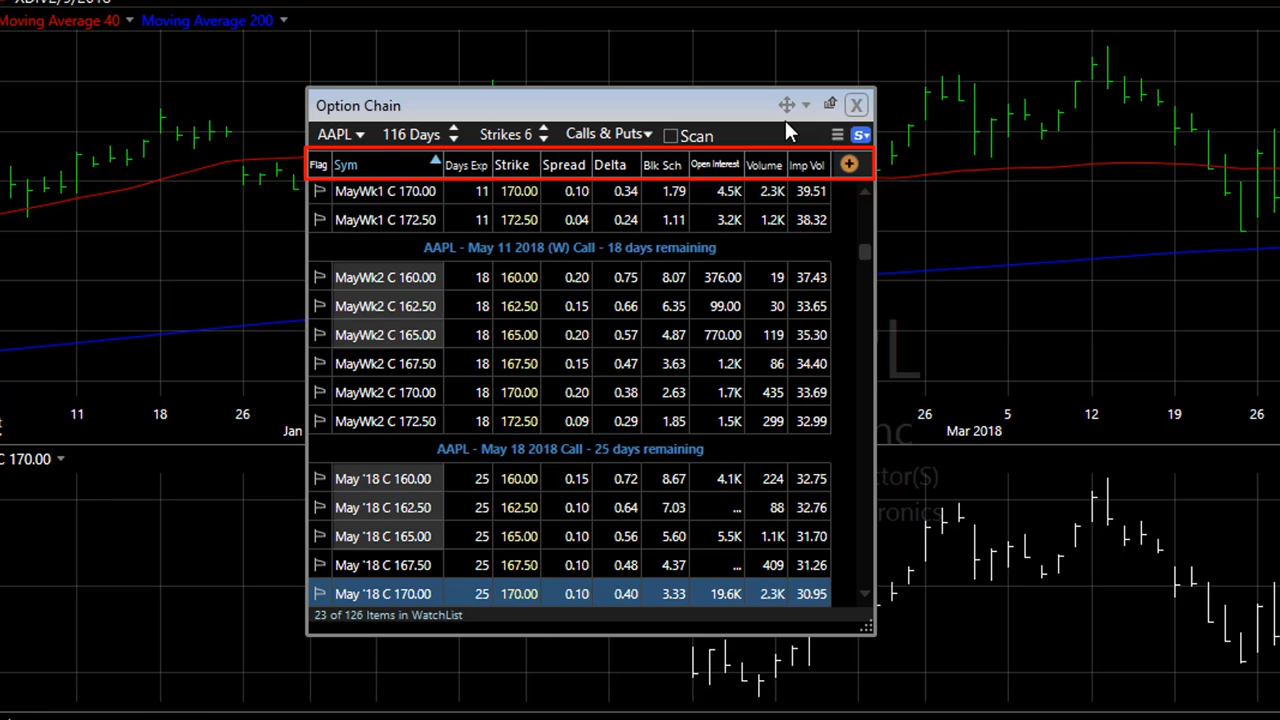 Moving Average 40 Moving Average 200
Option Chain X
AAPL 116 Days Strikes 6 Calls & Puts Scan S
Flag Sym Days Exp Strike Spread Delta Blk Sch Open Interest Volume Imp Vol
MayWk1 C 170.00 11 170.00 0.10 0.34 1.79 4.5K 2.3K 39.51
MayWk1 C 172.50 11 172.50 0.04 0.24 1.11 3.2K 1.2K 38.32
AAPL - May 11 2018 (W) Call - 18 days remaining
MayWk2 C 160.00 18 160.00 0.20 0.75 8.07 376.00 19 37.43
MayWk2 C 162.50 18 162.50 0.15 0.66 6.35 99.00 30 33.65
MayWk2 C 165.00 18 165.00 0.20 0.57 4.87 770.00 119 35.30
MayWk2 C 167.50 18 167.50 0.15 0.47 3.63 1.2K 86 34.40
MayWk2 C 170.00 18 170.00 0.20 0.38 2.63 1.7K 435 33.69
MayWk2 C 172.50 18 172.50 0.09 0.29 1.85 1.5K 299 32.99
AAPL - May 18 2018 Call - 25 days remaining
May '18 C 160.00 25 160.00 0.15 0.72 8.67 4.1K 224 32.75
May '18 C 162.50 25 162.50 0.10 0.64 7.03 ... 88 32.76
May '18 C 165.00 25 165.00 0.10 0.56 5.60 5.5K 1.1K 31.70
May '18 C 167.50 25 167.50 0.10 0.48 4.37 ... 409 31.26
May '18 C 170.00 25 170.00 0.10 0.40 3.33 19.6K 2.3K 30.95
23 of 126 Items in WatchList
11 18 26 26 5 12 19 26
Jan Mar 2018
C 170.00
PL
nc
ctor(S)
ronics